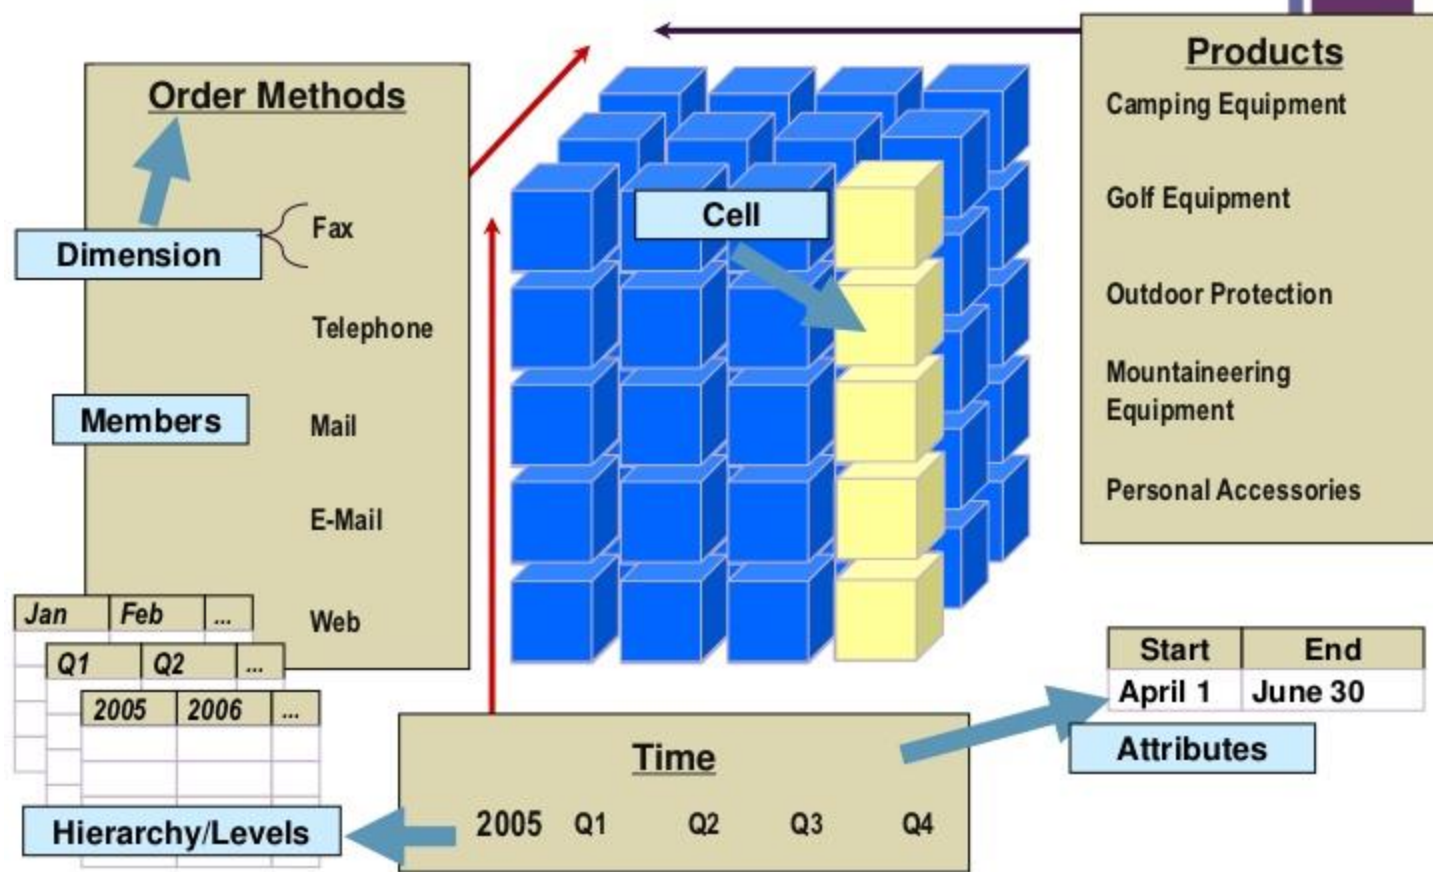 Order Methods
Fax
Telephone
Mail
E-Mail
Web
Dimension
Members
Jan Feb ...
Q1 Q2 ...
2005 2006 ...
Hierarchy/Levels
Cell
Products
Camping Equipment
Golf Equipment
Outdoor Protection
Mountaineering
Equipment
Personal Accessories
Start End
April 1 June 30
Attributes
Time
2005 Q1 Q2 Q3 Q4